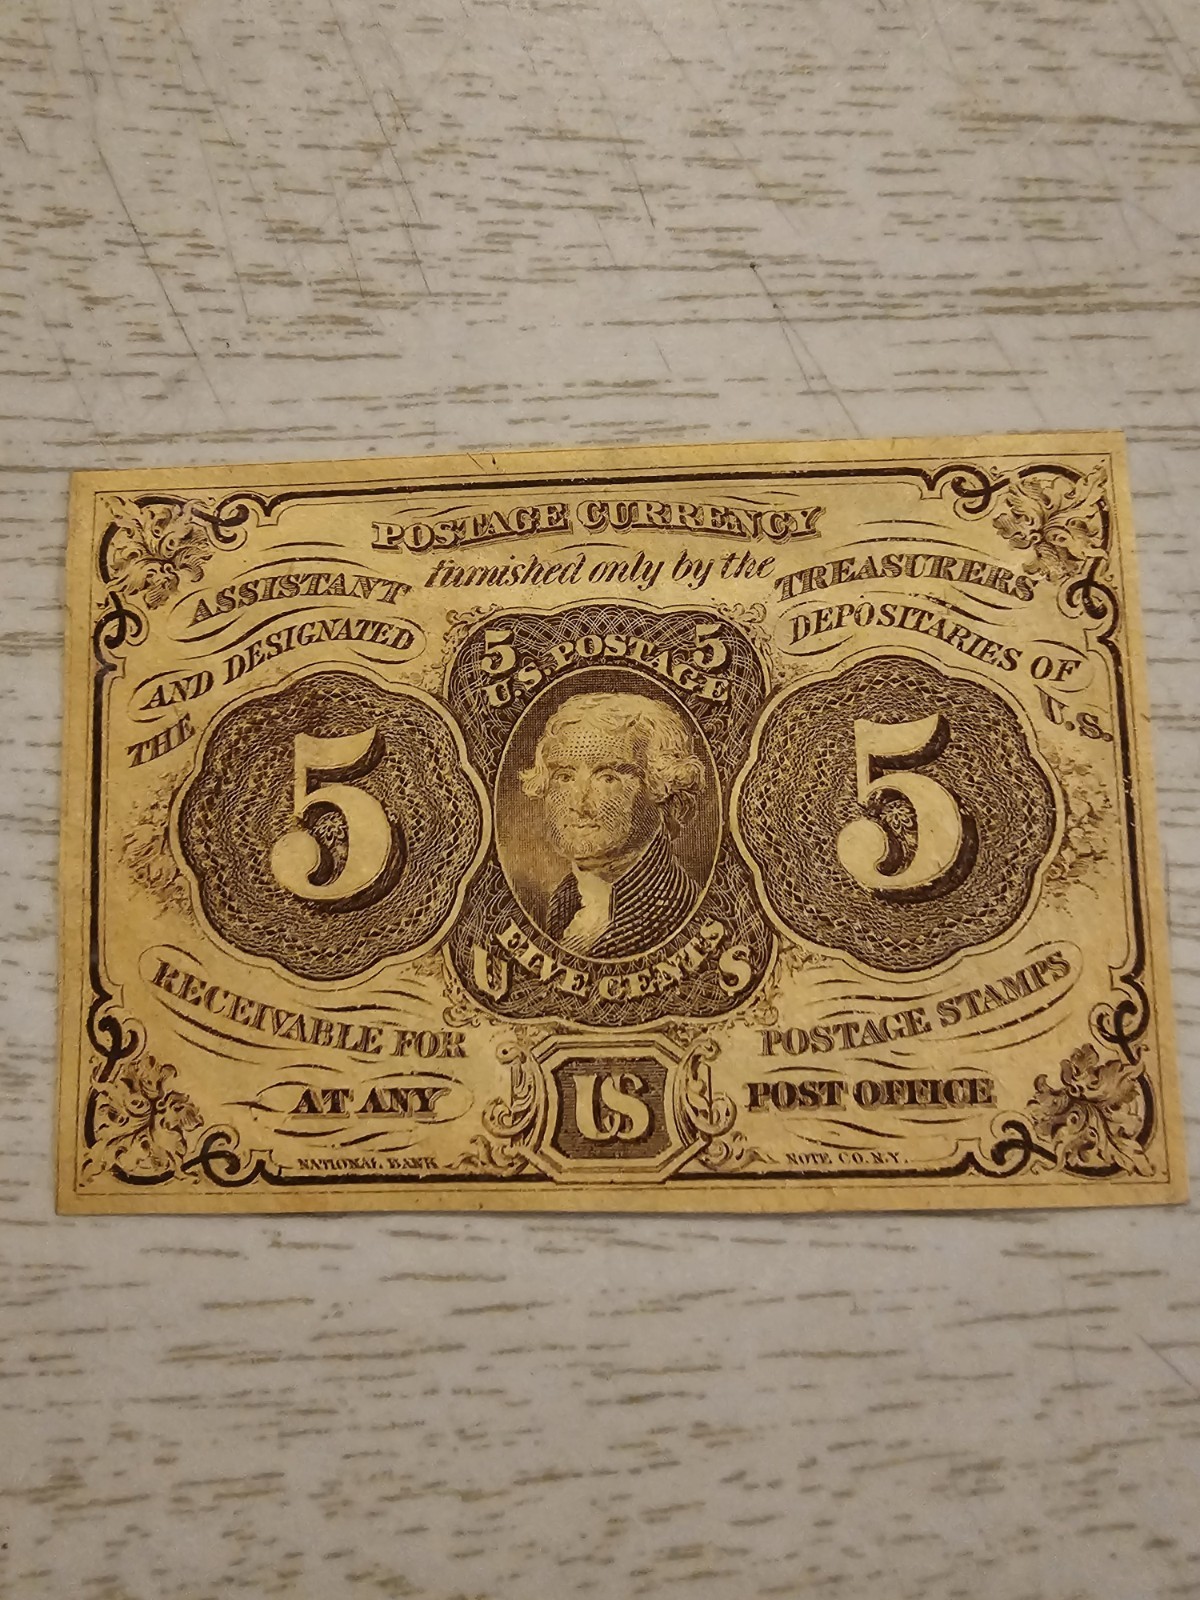 POSTAGE CURRENCY
furnished only by the
ASSISTANT TREASURERS
AND DESIGNATED DEPOSITARIES OF
THE U.S.
5 5
U.S. POSTAGE
5 5
FIVE CENTS
U S
RECEIVABLE FOR POSTAGE STAMPS
AT ANY US POST OFFICE
NATIONAL BANK NOTE CO. N.Y.